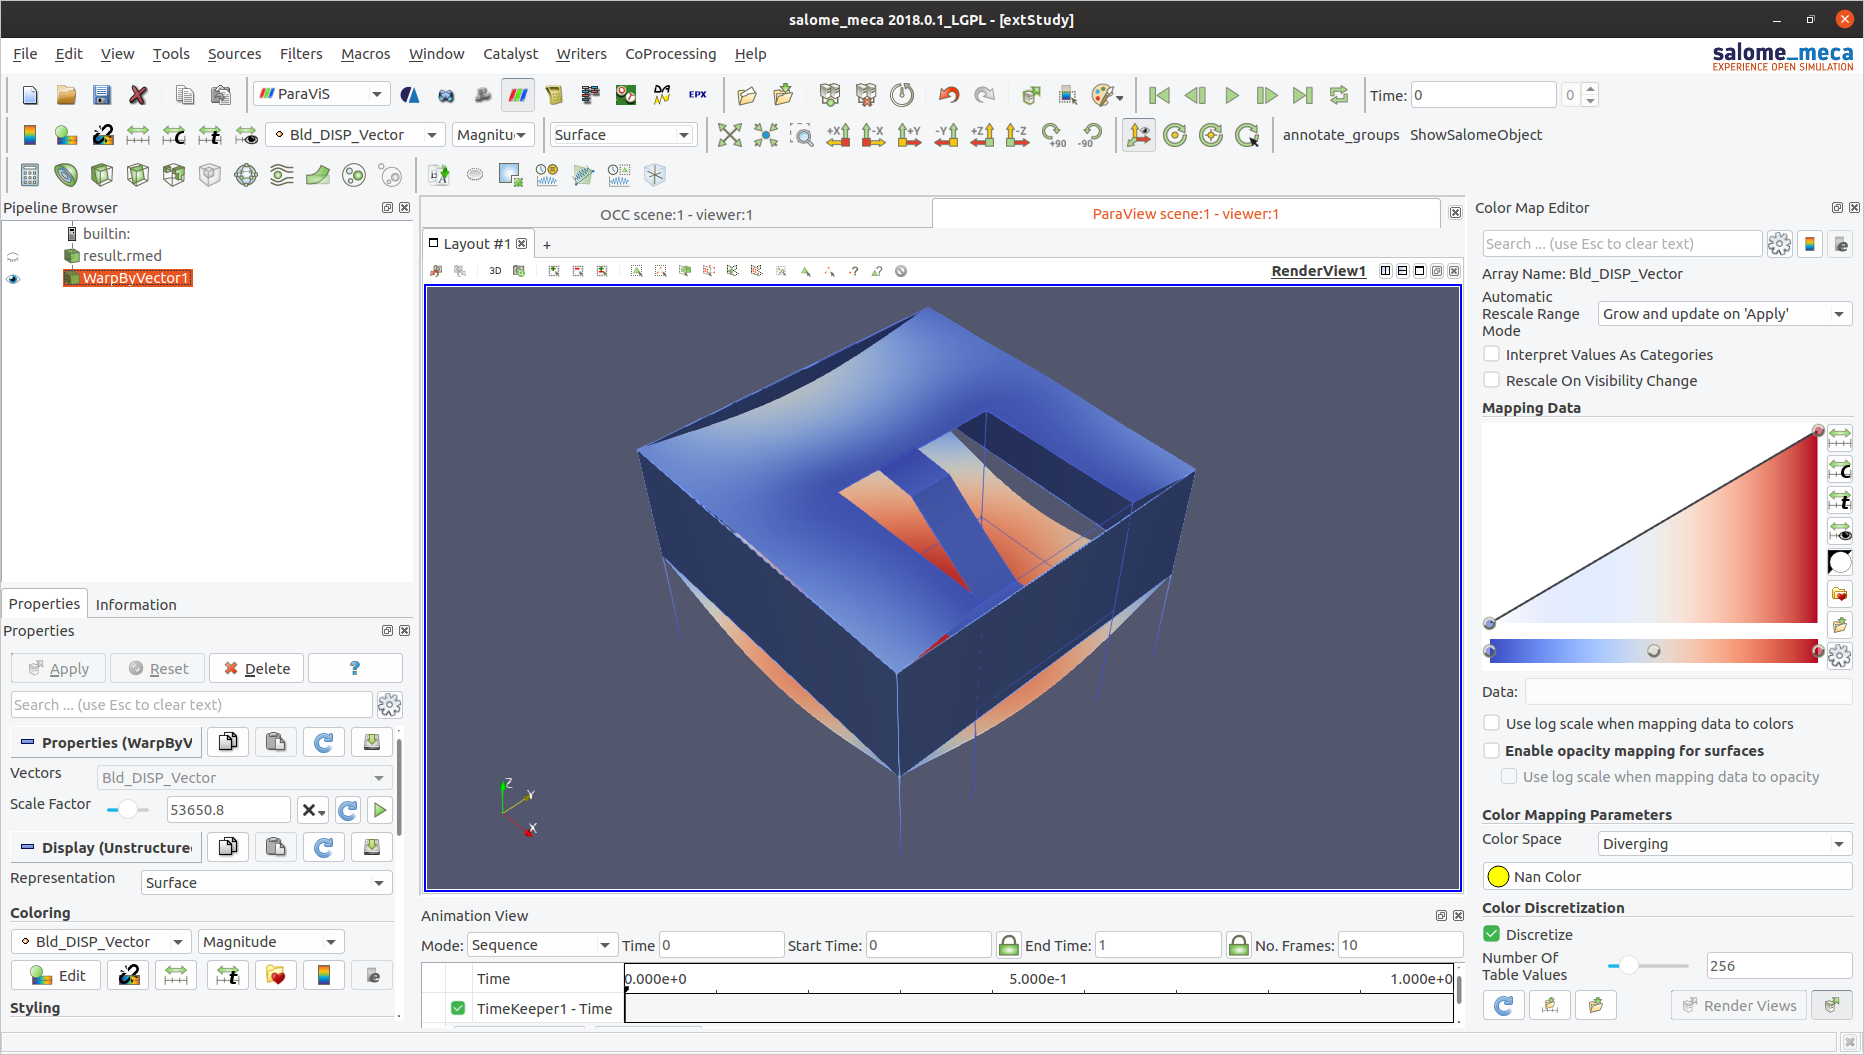 salome_meca 2018.0.1_LGPL - [extStudy]
File Edit View Tools Sources Filters Macros Window Catalyst Writers CoProcessing Help
salome_meca
EXPERIENCE OPEN SIMULATION
ParaViS
EPX
Time: 0
0
Bld_DISP_Vector
Magnitu
Surface
+X
-X
+Y
-Y
+Z
-Z
+90
-90
annotate_groups ShowSalomeObject
Pipeline Browser
builtin:
result.rmed
WarpByVector1
OCC scene:1 - viewer:1
ParaView scene:1 - viewer:1
Layout #1
+
3D
RenderView1
Z
Y
X
Properties
Information
Properties
Apply
Reset
Delete
?
Search ... (use Esc to clear text)
Properties (WarpByV
Vectors
Bld_DISP_Vector
Scale Factor
53650.8
Display (Unstructure
Representation
Surface
Coloring
Bld_DISP_Vector
Magnitude
Edit
Styling
Animation View
Mode: Sequence
Time 0
Start Time: 0
End Time: 1
No. Frames: 10
Time
0.000e+0
5.000e-1
1.000e+0
TimeKeeper1 - Time
Color Map Editor
Search ... (use Esc to clear text)
Array Name: Bld_DISP_Vector
Automatic
Rescale Range
Mode
Grow and update on 'Apply'
Interpret Values As Categories
Rescale On Visibility Change
Mapping Data
Data:
Use log scale when mapping data to colors
Enable opacity mapping for surfaces
Use log scale when mapping data to opacity
Color Mapping Parameters
Color Space
Diverging
Nan Color
Color Discretization
Discretize
Number Of
Table Values
256
Render Views